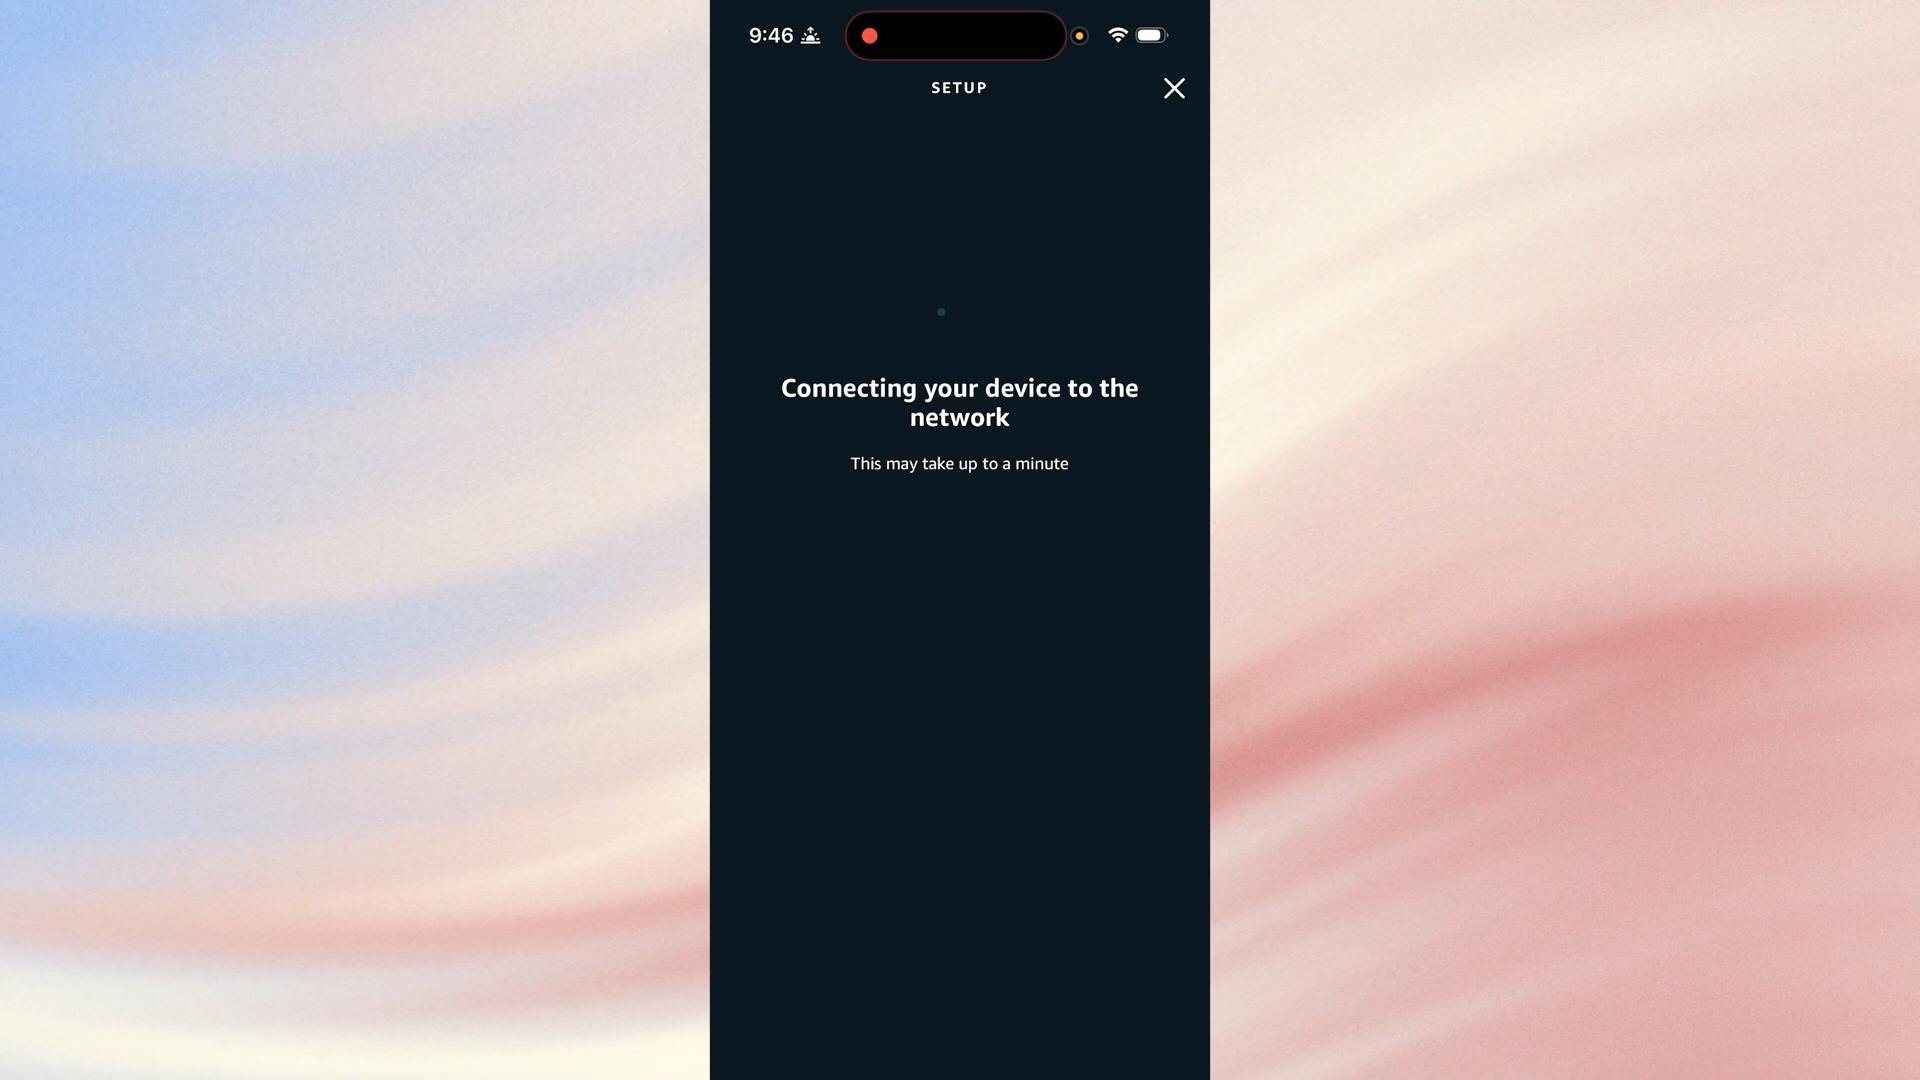 9:46
SETUP
Connecting your device to the
network
This may take up to a minute